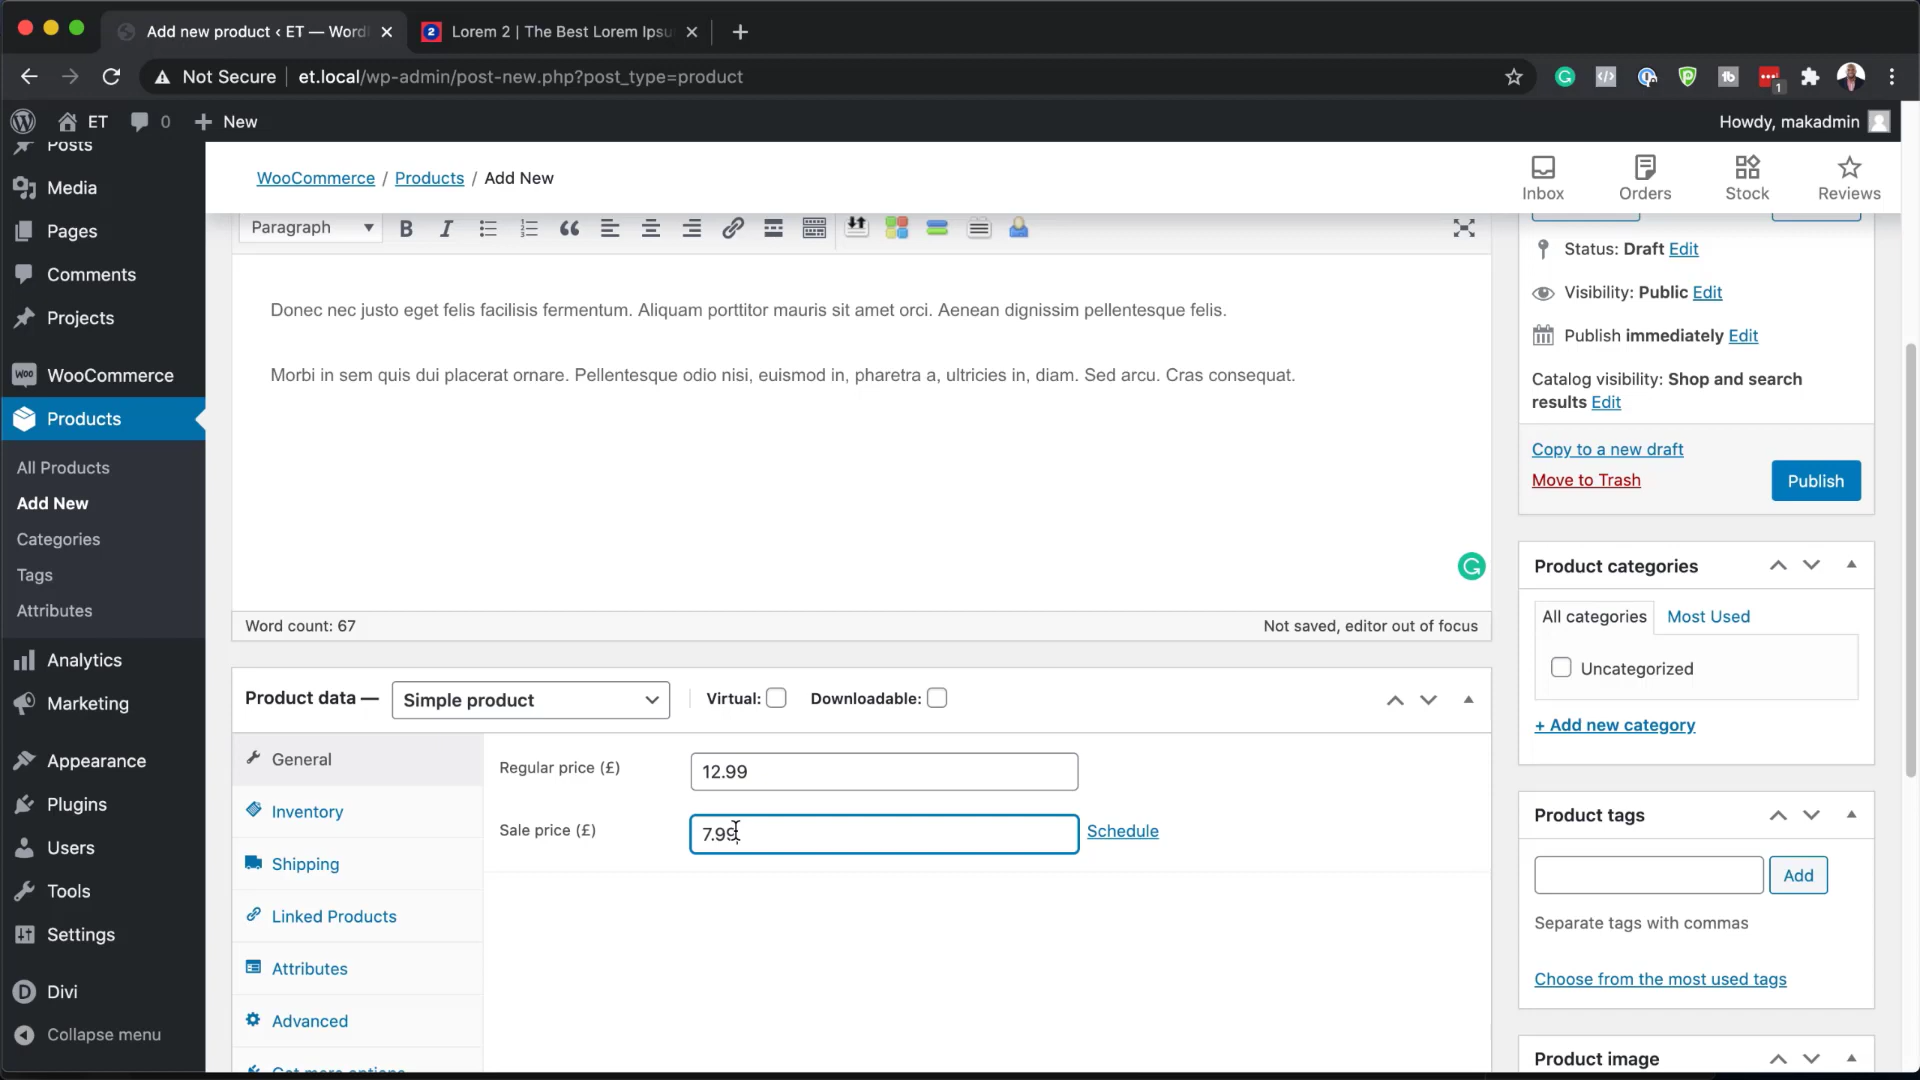 Add new product ‹ ET — Word
Lorem 2 | The Best Lorem Ipsu
Not Secure
et.local/wp-admin/post-new.php?post_type=product
1
ET
0
New
Howdy, makadmin
Posts
Media
Pages
Comments
Projects
WooCommerce
Products
All Products
Add New
Categories
Tags
Attributes
Analytics
Marketing
Appearance
Plugins
Users
Tools
Settings
Divi
Collapse menu
WooCommerce / Products / Add New
Inbox
Orders
Stock
Reviews
Paragraph
Donec nec justo eget felis facilisis fermentum. Aliquam porttitor mauris sit amet orci. Aenean dignissim pellentesque felis.
Morbi in sem quis dui placerat ornare. Pellentesque odio nisi, euismod in, pharetra a, ultricies in, diam. Sed arcu. Cras consequat.
Word count: 67
Not saved, editor out of focus
Product data —
Simple product
Virtual:
Downloadable:
General
Inventory
Shipping
Linked Products
Attributes
Advanced
Get more options
Regular price (£)
12.99
Sale price (£)
7.99
Schedule
Status: Draft Edit
Visibility: Public Edit
Publish immediately Edit
Catalog visibility: Shop and search
results Edit
Copy to a new draft
Move to Trash
Publish
Product categories
All categories
Most Used
Uncategorized
+ Add new category
Product tags
Add
Separate tags with commas
Choose from the most used tags
Product image